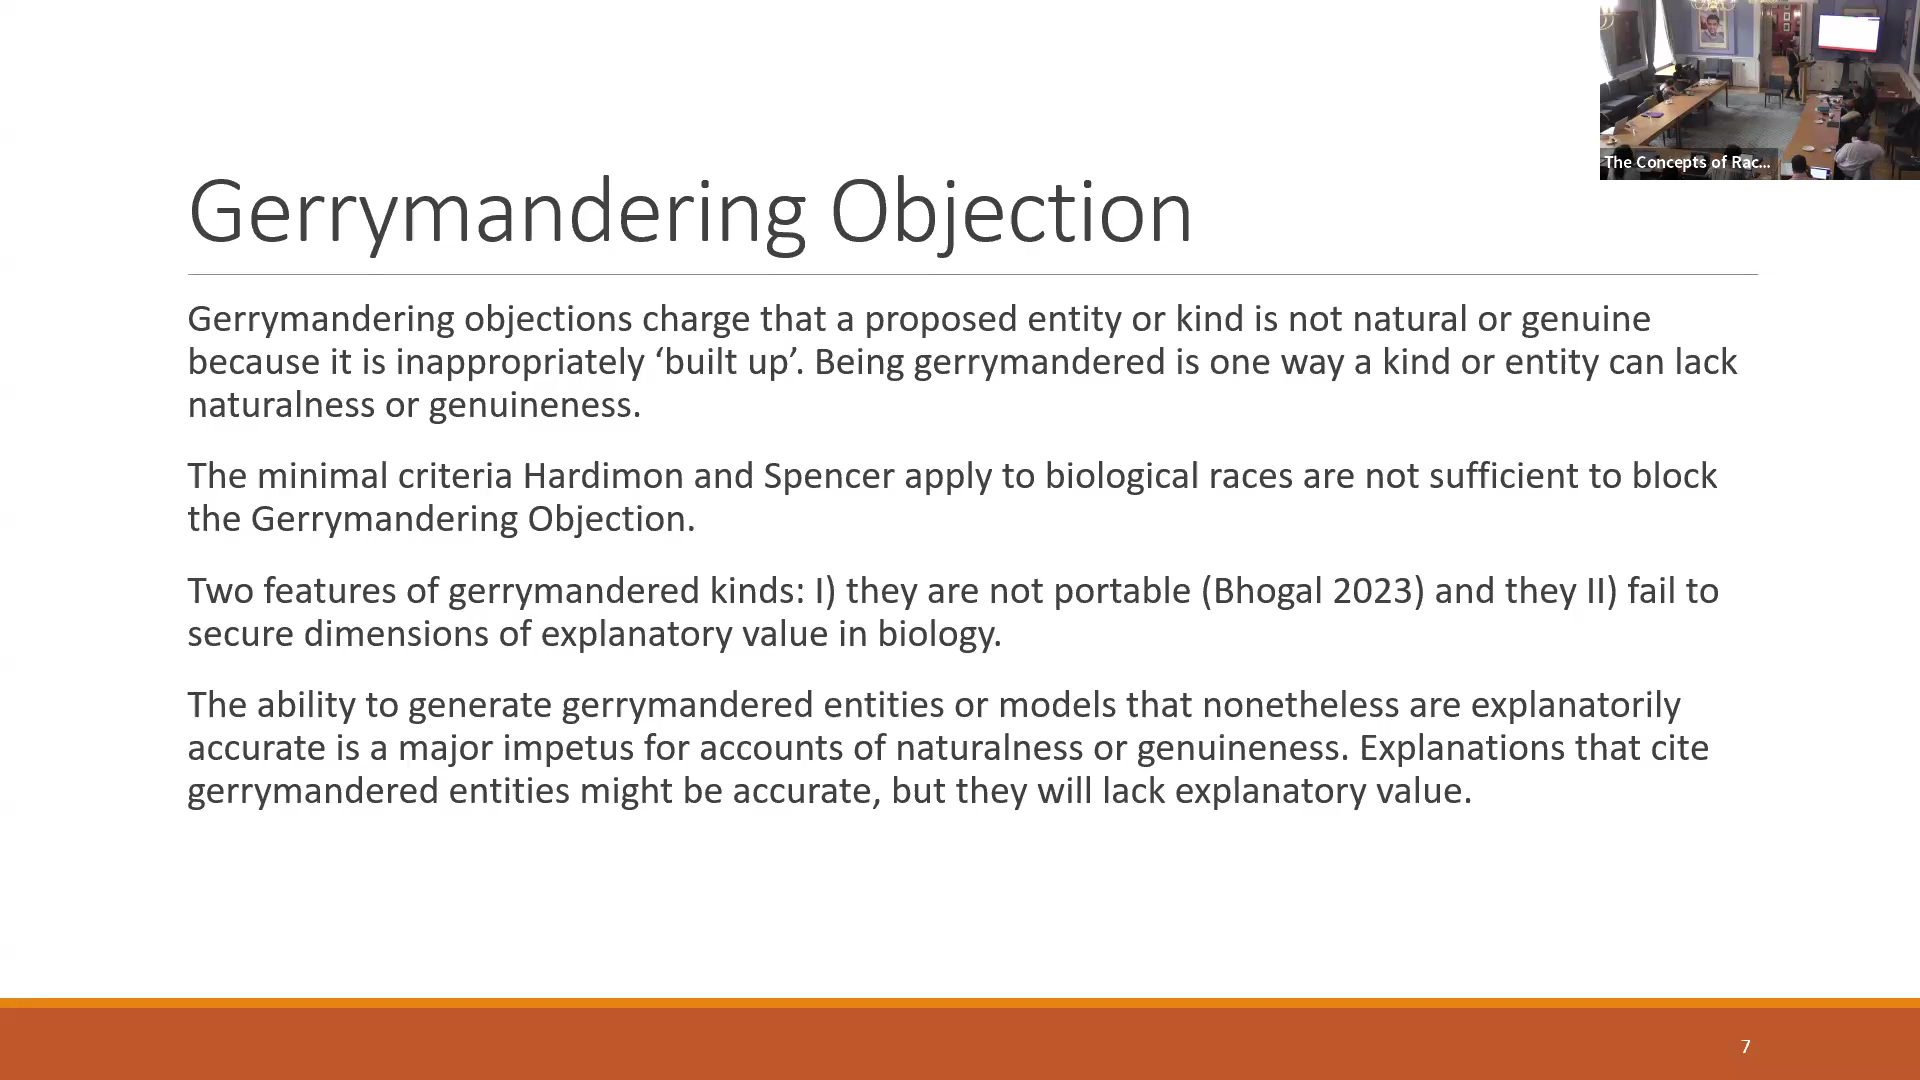 The Concepts of Rac...
Gerrymandering Objection
Gerrymandering objections charge that a proposed entity or kind is not natural or genuine
because it is inappropriately ‘built up’. Being gerrymandered is one way a kind or entity can lack
naturalness or genuineness.
The minimal criteria Hardimon and Spencer apply to biological races are not sufficient to block
the Gerrymandering Objection.
Two features of gerrymandered kinds: I) they are not portable (Bhogal 2023) and they II) fail to
secure dimensions of explanatory value in biology.
The ability to generate gerrymandered entities or models that nonetheless are explanatorily
accurate is a major impetus for accounts of naturalness or genuineness. Explanations that cite
gerrymandered entities might be accurate, but they will lack explanatory value.
7